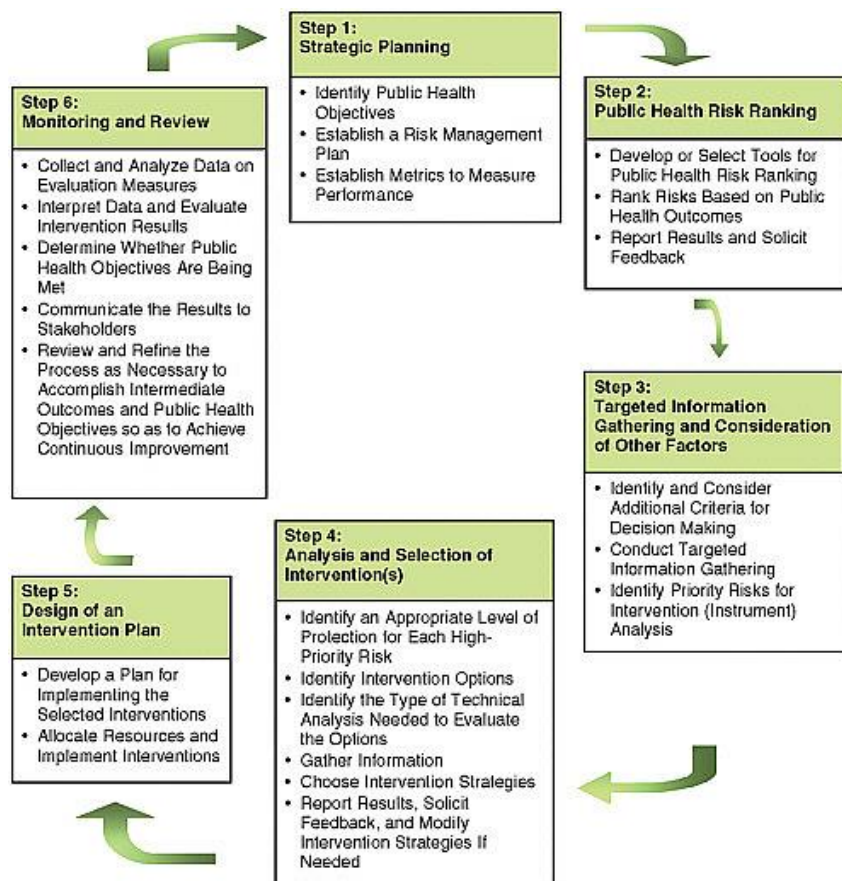 Step 1:
Strategic Planning
• Identify Public Health
Objectives
• Establish a Risk Management
Plan
• Establish Metrics to Measure
Performance
Step 2:
Public Health Risk Ranking
• Develop or Select Tools for
Public Health Risk Ranking
• Rank Risks Based on Public
Health Outcomes
• Report Results and Solicit
Feedback
Step 3:
Targeted Information
Gathering and Consideration
of Other Factors
• Identify and Consider
Additional Criteria for
Decision Making
• Conduct Targeted
Information Gathering
• Identify Priority Risks for
Intervention (Instrument)
Analysis
Step 4:
Analysis and Selection of
Intervention(s)
• Identify an Appropriate Level of
Protection for Each High-
Priority Risk
• Identify Intervention Options
• Identify the Type of Technical
Analysis Needed to Evaluate
the Options
• Gather Information
• Choose Intervention Strategies
• Report Results, Solicit
Feedback, and Modify
Intervention Strategies If
Needed
Step 5:
Design of an
Intervention Plan
• Develop a Plan for
Implementing the
Selected Interventions
• Allocate Resources and
Implement Interventions
Step 6:
Monitoring and Review
• Collect and Analyze Data on
Evaluation Measures
• Interpret Data and Evaluate
Intervention Results
• Determine Whether Public
Health Objectives Are Being
Met
• Communicate the Results to
Stakeholders
• Review and Refine the
Process as Necessary to
Accomplish Intermediate
Outcomes and Public Health
Objectives so as to Achieve
Continuous Improvement